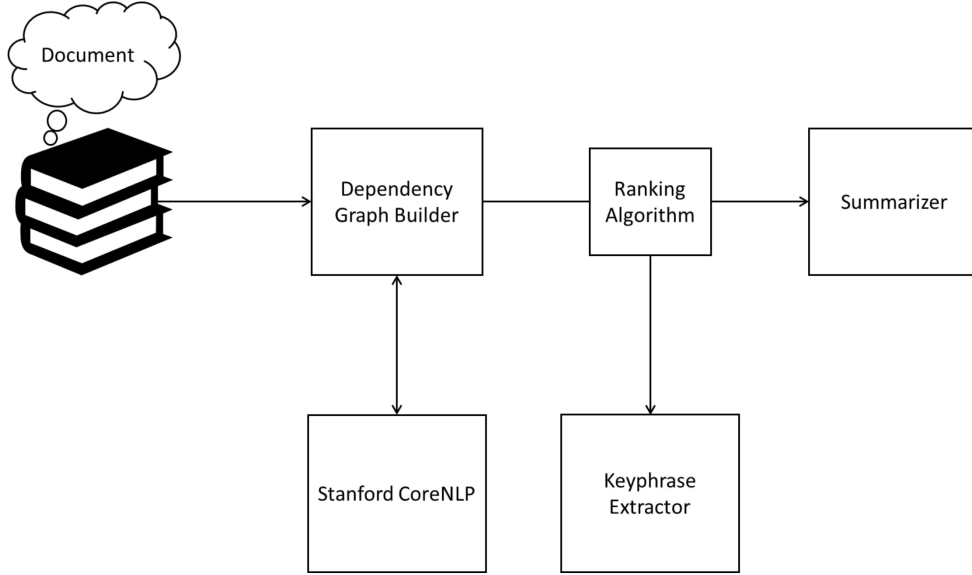 Document
Dependency
Graph Builder
Ranking
Algorithm
Summarizer
Stanford CoreNLP
Keyphrase
Extractor